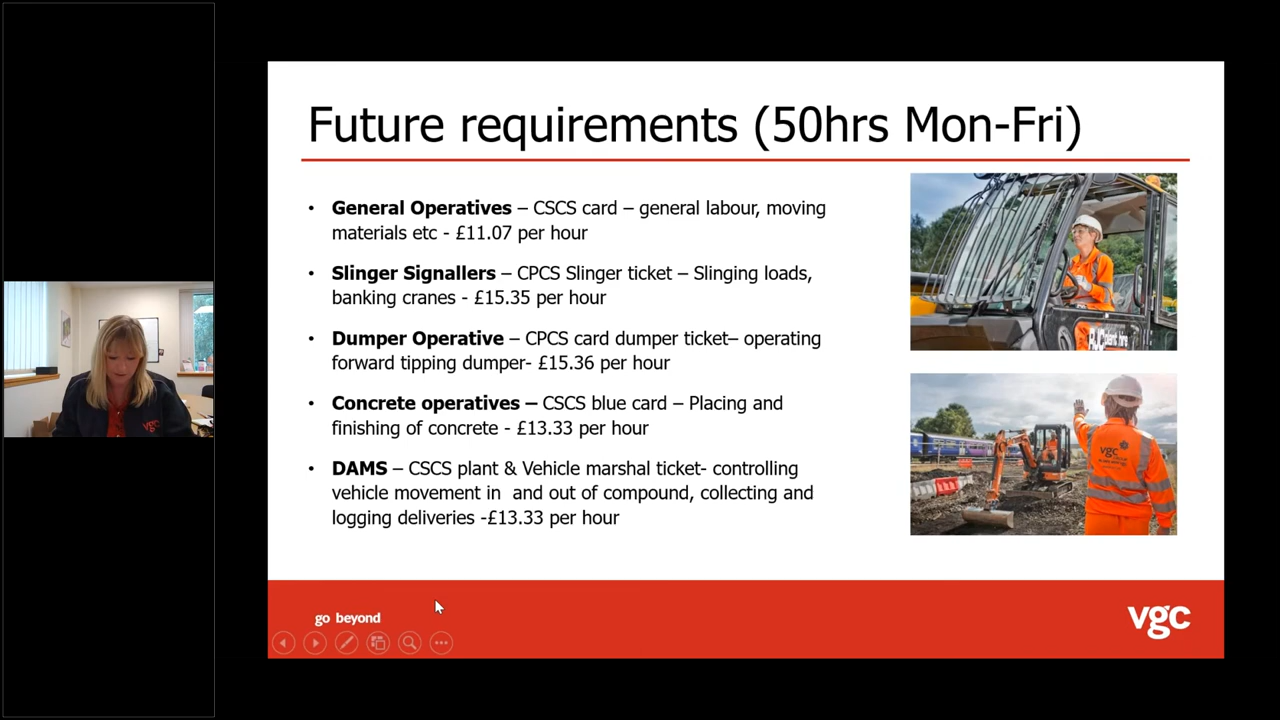 Future requirements (50hrs Mon-Fri)
• General Operatives – CSCS card – general labour, moving
materials etc - £11.07 per hour
• Slinger Signallers – CPCS Slinger ticket – Slinging loads,
banking cranes - £15.35 per hour
• Dumper Operative – CPCS card dumper ticket– operating
forward tipping dumper- £15.36 per hour
• Concrete operatives – CSCS blue card – Placing and
finishing of concrete - £13.33 per hour
• DAMS – CSCS plant & Vehicle marshal ticket- controlling
vehicle movement in  and out of compound, collecting and
logging deliveries -£13.33 per hour
vgc
vgc
go beyond
vgc